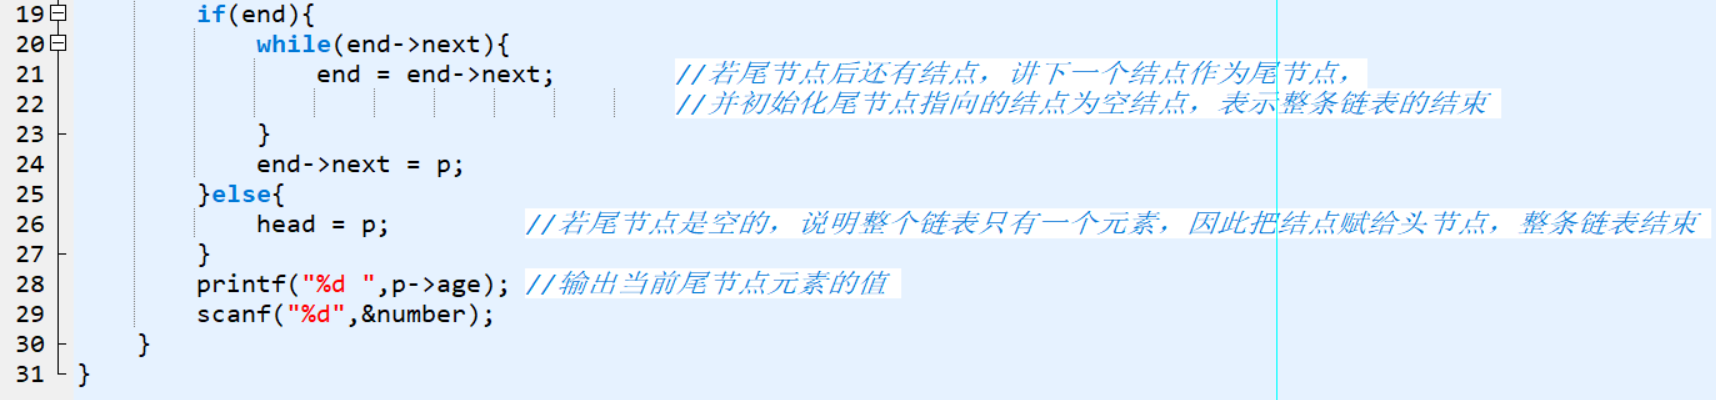 19 if(end){
20 while(end->next){
21 end = end->next; //若尾节点后还有结点，讲下一个结点作为尾节点，
22 //并初始化尾节点指向的结点为空结点，表示整条链表的结束
23 }
24 end->next = p;
25 }else{
26 head = p; //若尾节点是空的，说明整个链表只有一个元素，因此把结点赋给头节点，整条链表结束
27 }
28 printf("%d ",p->age); //输出当前尾节点元素的值
29 scanf("%d",&number);
30 }
31 }